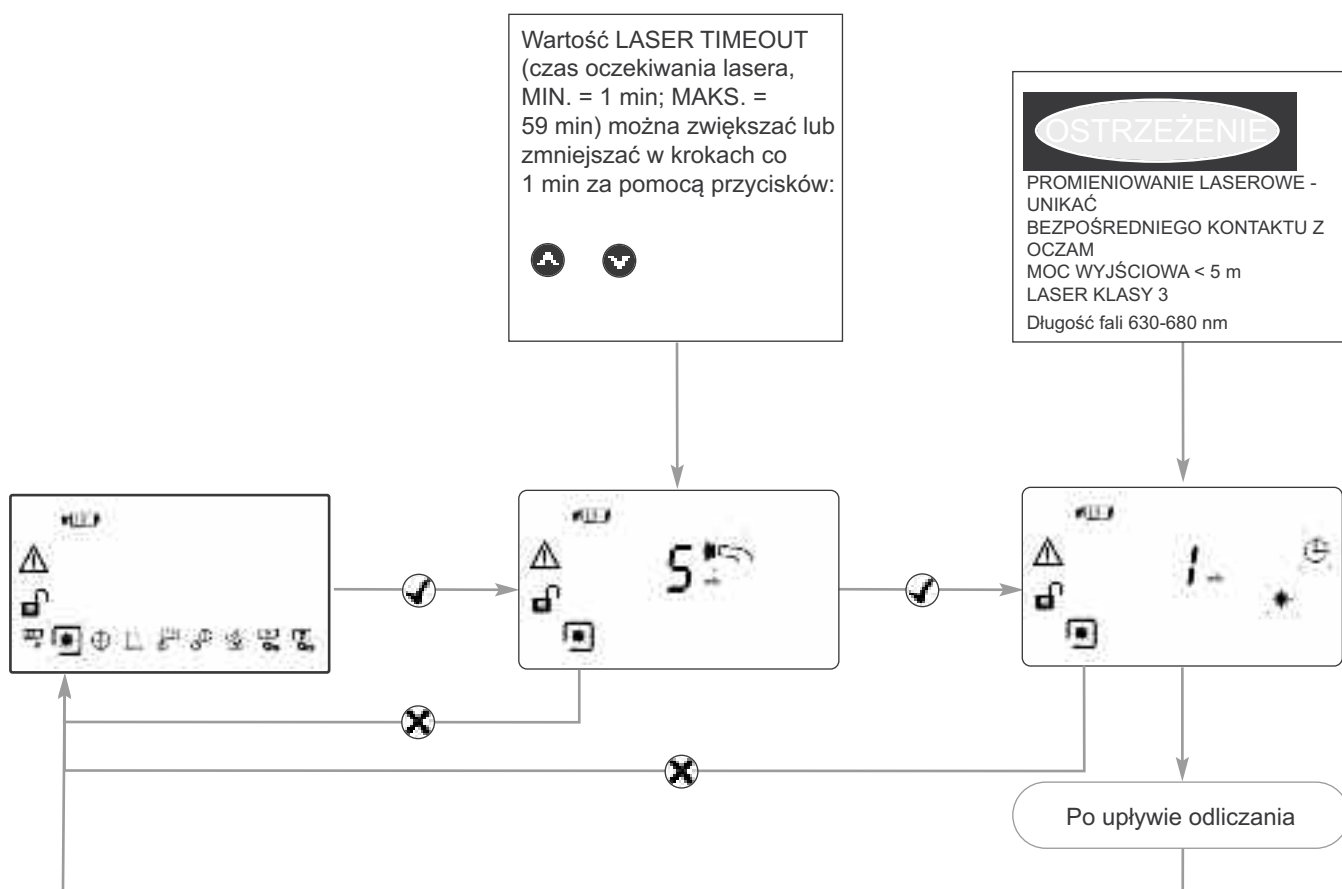 Wartość LASER TIMEOUT
(czas oczekiwania lasera,
MIN. = 1 min; MAKS. =
59 min) można zwiększać lub
zmniejszać w krokach co
1 min za pomocą przycisków:
OSTRZEŻENIE
PROMIENIOWANIE LASEROWE -
UNIKAĆ
BEZPOŚREDNIEGO KONTAKTU Z
OCZAM
MOC WYJŚCIOWA < 5 m
LASER KLASY 3
Długość fali 630-680 nm
5
1
Po upływie odliczania